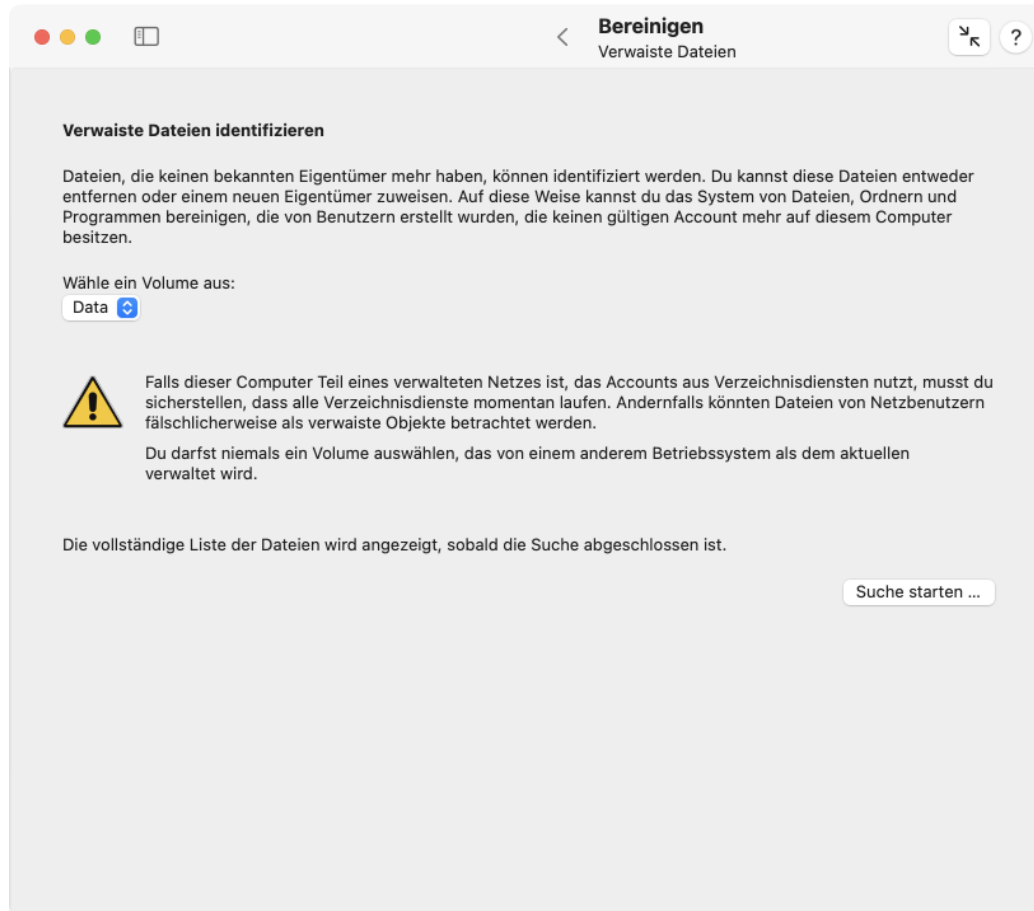 Bereinigen
Verwaiste Dateien
?
Verwaiste Dateien identifizieren
Dateien, die keinen bekannten Eigentümer mehr haben, können identifiziert werden. Du kannst diese Dateien entweder
entfernen oder einem neuen Eigentümer zuweisen. Auf diese Weise kannst du das System von Dateien, Ordnern und
Programmen bereinigen, die von Benutzern erstellt wurden, die keinen gültigen Account mehr auf diesem Computer
besitzen.
Wähle ein Volume aus:
Data
Falls dieser Computer Teil eines verwalteten Netzes ist, das Accounts aus Verzeichnisdiensten nutzt, musst du
sicherstellen, dass alle Verzeichnisdienste momentan laufen. Andernfalls könnten Dateien von Netzbenutzern
fälschlicherweise als verwaiste Objekte betrachtet werden.
Du darfst niemals ein Volume auswählen, das von einem anderem Betriebssystem als dem aktuellen
verwaltet wird.
Die vollständige Liste der Dateien wird angezeigt, sobald die Suche abgeschlossen ist.
Suche starten ...